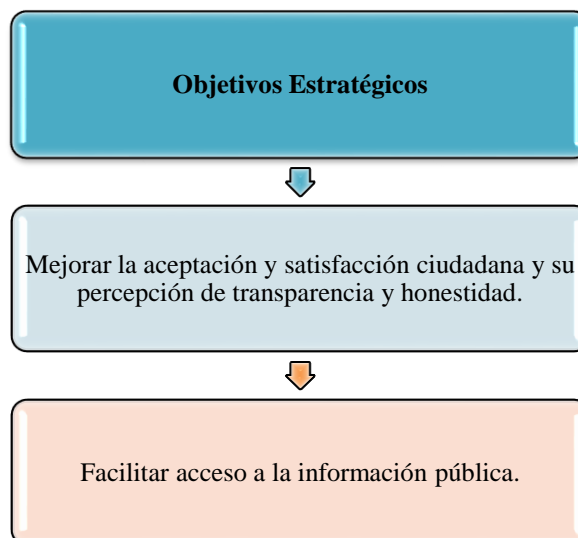 Objetivos Estratégicos
Mejorar la aceptación y satisfacción ciudadana y su
percepción de transparencia y honestidad.
Facilitar acceso a la información pública.